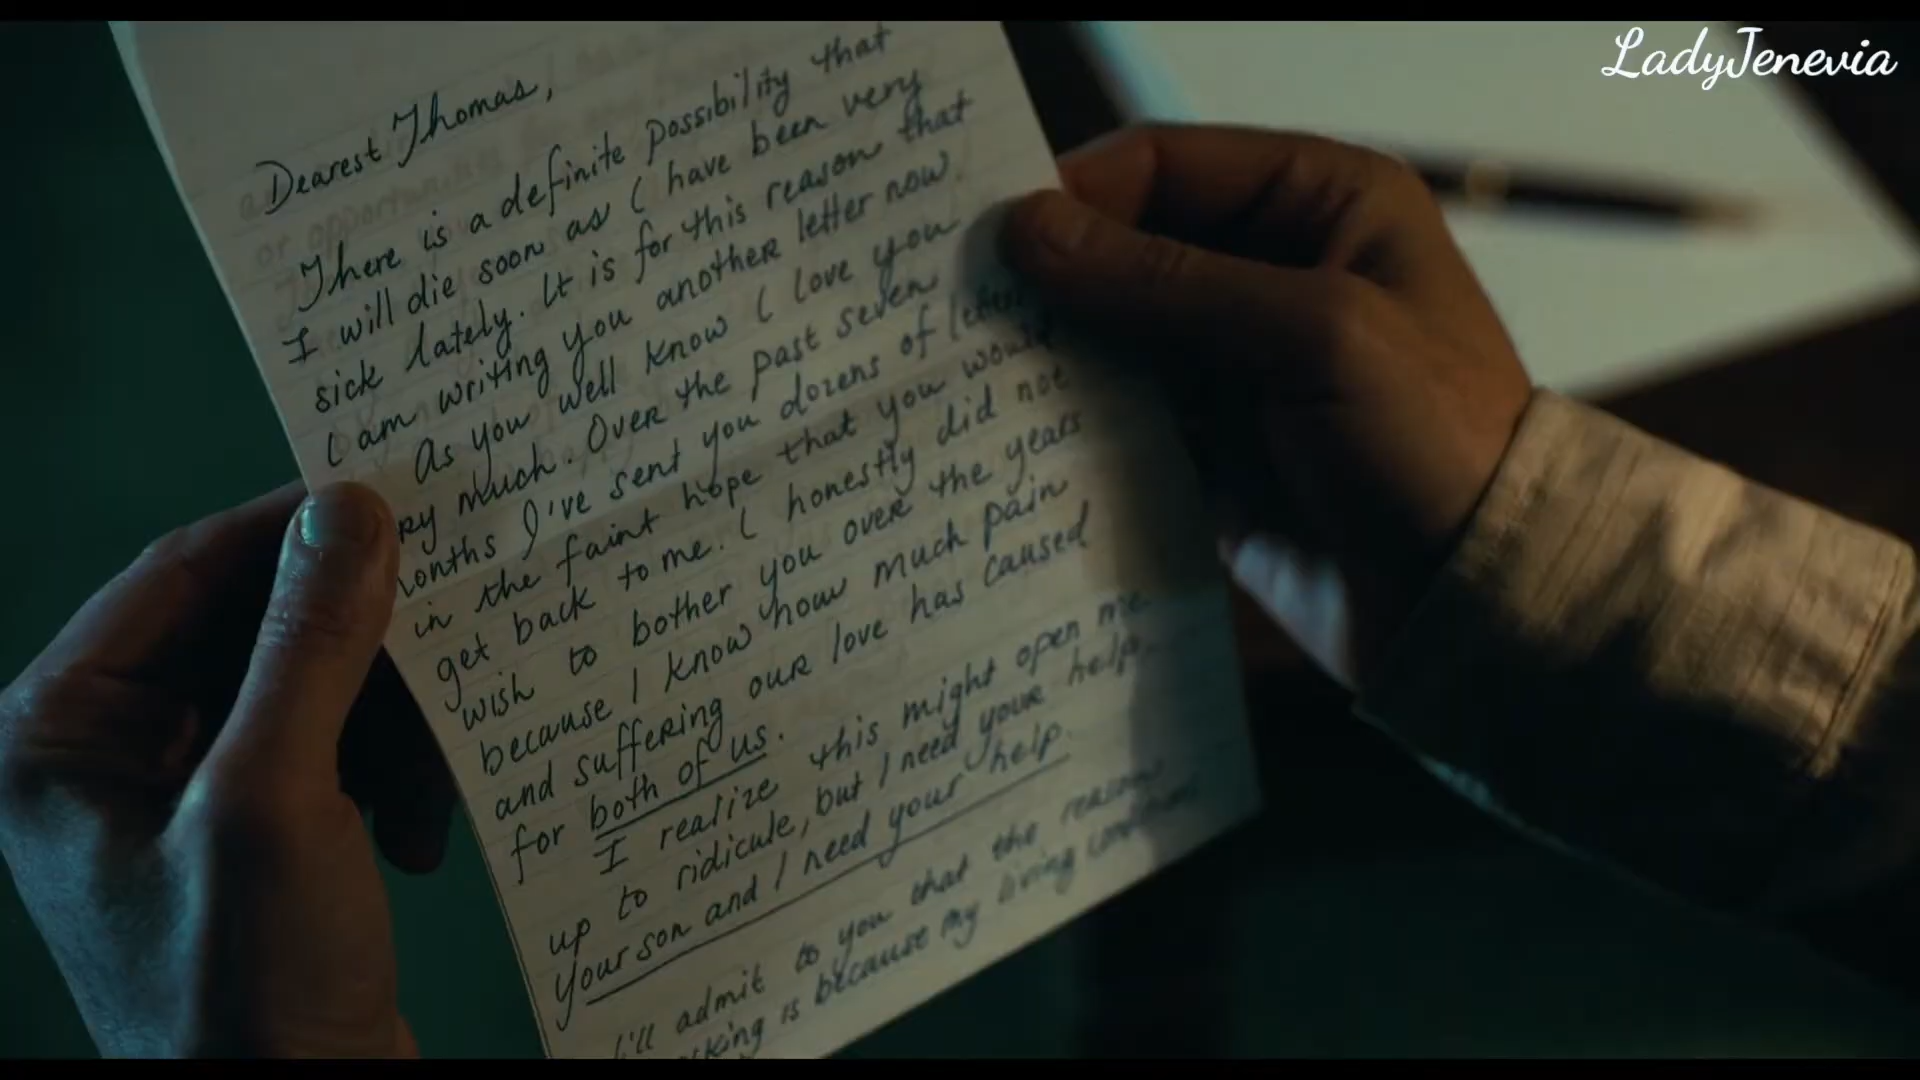 LadyJenevia
Dearest Thomas,
There is a definite possibility that
I will die soon as I have been very
sick lately. It is for this reason that
I am writing you another letter now.
As you well know I love you
ry much. Over the past seven
onths I've sent you dozens of letters
in the faint hope that you would
get back to me. I honestly did not
wish to bother you over the years
because I know how much pain
and suffering our love has caused
for both of us.
I realize this might open me
up to ridicule, but I need your help.
Your son and I need your help.
I'll admit to you that the reason
is because my living